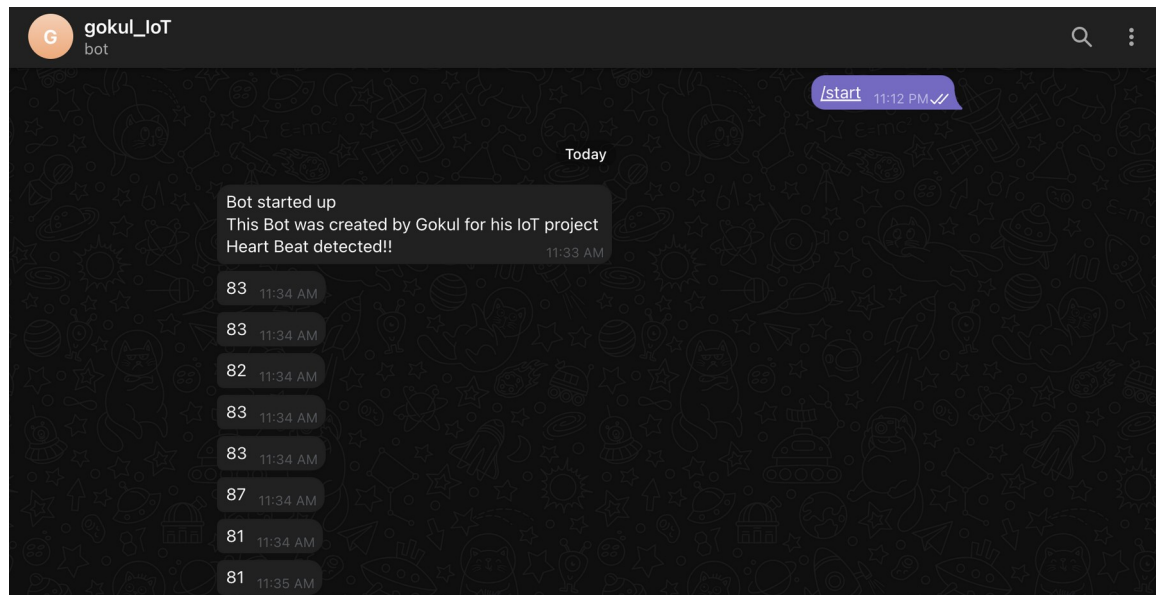 G
gokul_IoT
bot
/start 11:12 PM
Today
Bot started up
This Bot was created by Gokul for his IoT project
Heart Beat detected!!
11:33 AM
83 11:34 AM
83 11:34 AM
82 11:34 AM
83 11:34 AM
83 11:34 AM
87 11:34 AM
81 11:34 AM
81 11:35 AM